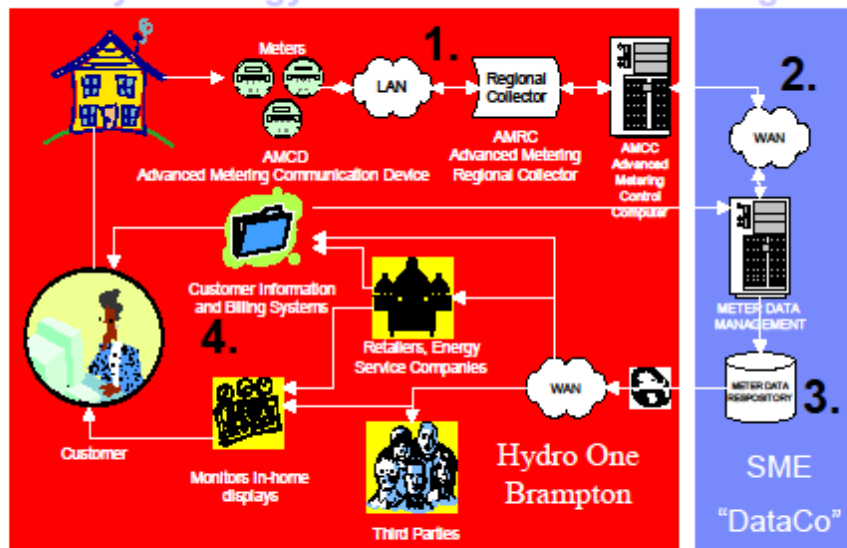 Meters
1.
2.
LAN
Regional
Collector
WAN
AMCD
Advanced Metering Communication Device
AMRC
Advanced Metering
Regional Collector
AMCC
Advanced
Metering
Control
Computer
Customer Information
and Billing Systems
METER DATA
MANAGEMENT
4.
Retailers, Energy
Service Companies
WAN
METER DATA
RESPOSITORY
3.
Customer
Monitors In-home
displays
Third Parties
Hydro One
Brampton
SME
“DataCo”